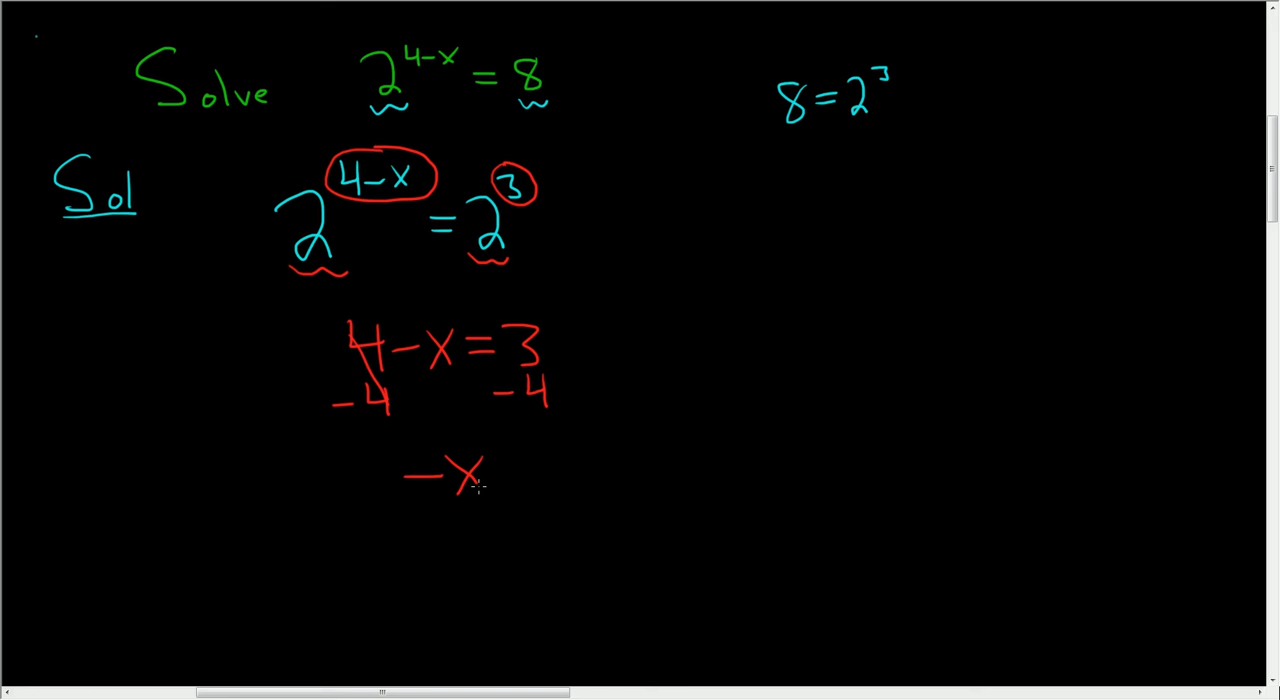 Solve 2^{4-x} = 8
8 = 2^3
Sol
2^{4-x} = 2^3
4 - x = 3
-4 -4
-x